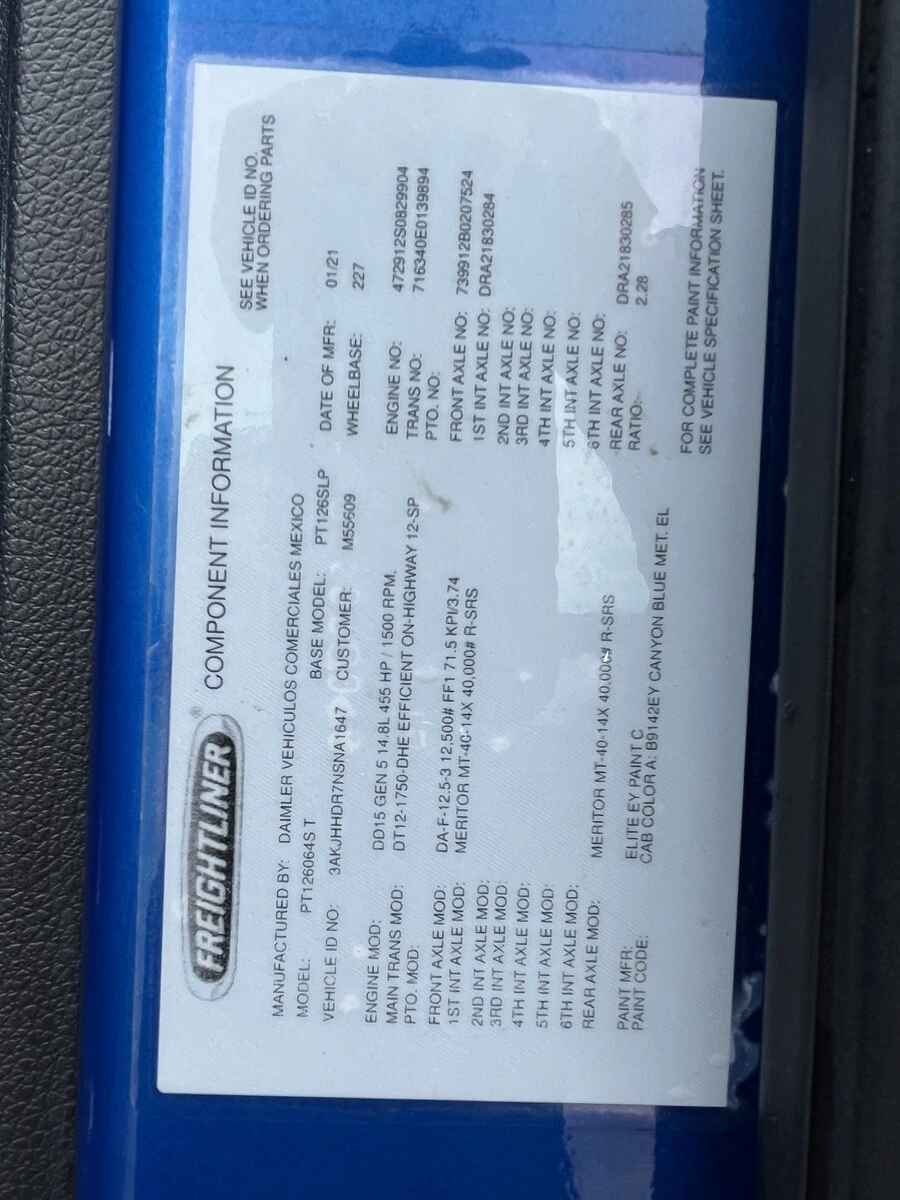 FREIGHTLINER ® COMPONENT INFORMATION
SEE VEHICLE ID NO.
WHEN ORDERING PARTS
MANUFACTURED BY: DAIMLER VEHICULOS COMERCIALES MEXICO
MODEL: PT126064S T BASE MODEL: PT126SLP DATE OF MFR: 01/21
VEHICLE ID NO: 3AKJHHDR7NSNA1647 CUSTOMER: M55609 WHEELBASE: 227
ENGINE MOD: DD15 GEN 5 14.8L 455 HP / 1500 RPM. ENGINE NO: 472912S0829904
MAIN TRANS MOD: DT12-1750-DHE EFFICIENT ON-HIGHWAY 12-SP TRANS NO: 716340E0139894
PTO. MOD: PTO. NO:
FRONT AXLE MOD: DA-F-12.5-3 12,500# FF1 71.5 KPI/3.74 FRONT AXLE NO: 739912B0207524
1ST INT AXLE MOD: MERITOR MT-40-14X 40,000# R-SRS 1ST INT AXLE NO: DRA21830284
2ND INT AXLE MOD: 2ND INT AXLE NO:
3RD INT AXLE MOD: 3RD INT AXLE NO:
4TH INT AXLE MOD: 4TH INT AXLE NO:
5TH INT AXLE MOD: 5TH INT AXLE NO:
6TH INT AXLE MOD: 6TH INT AXLE NO:
REAR AXLE MOD: MERITOR MT-40-14X 40,000# R-SRS REAR AXLE NO: DRA21830285
RATIO: 2.28
PAINT MFR: ELITE EY PAINT C
PAINT CODE: CAB COLOR A: B9142EY CANYON BLUE MET. EL
FOR COMPLETE PAINT INFORMATION
SEE VEHICLE SPECIFICATION SHEET.